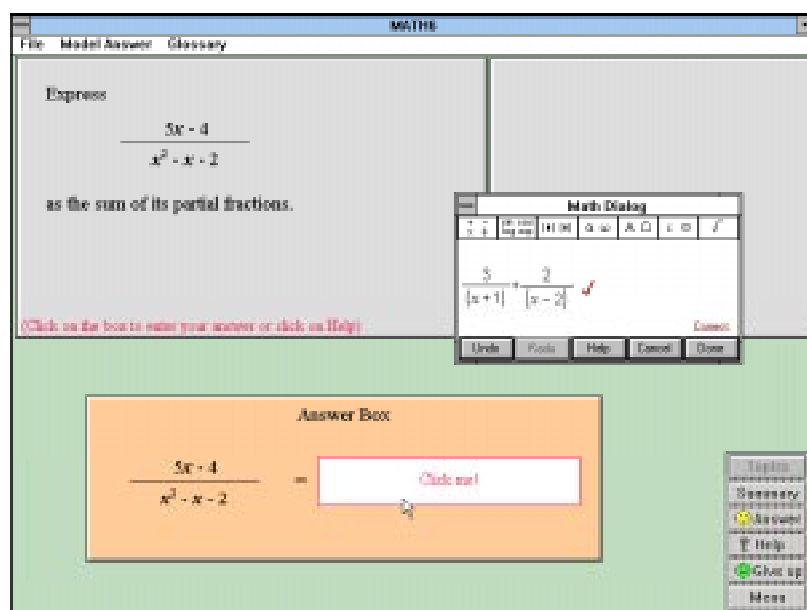 MATHS
File Model Answer Glossary
Express
5x - 4
x² - x - 2
as the sum of its partial fractions.
(Click on the box to enter your answer or click on Help)
Math Dialog
3 + 2
(x + 1) (x - 2)
Correct
Undo Redo Help Cancel Done
Answer Box
5x - 4
x² - x - 2
=
Click me!
Topics
Summary
Answer
Help
Give up
Menu